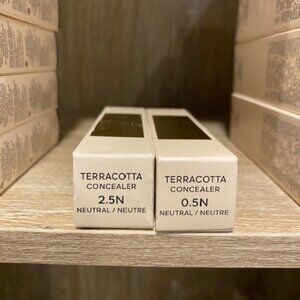 TERRACOTTA
CONCEALER
2.5N
NEUTRAL / NEUTRE
TERRACOTTA
CONCEALER
0.5N
NEUTRAL / NEUTRE